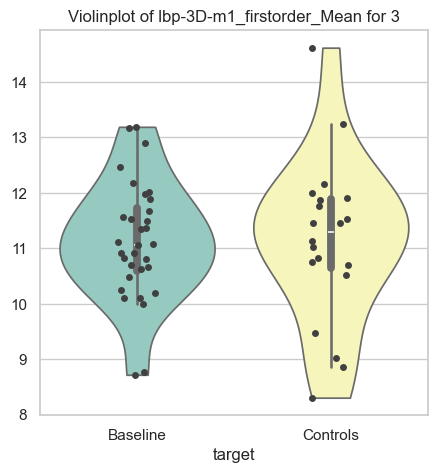 Violinplot of lbp-3D-m1_firstorder_Mean for 3
14
13
12
11
10
9
8
Baseline Controls
target